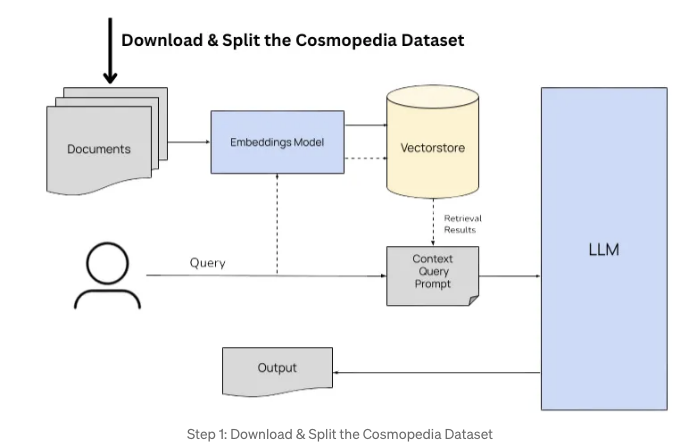 Download & Split the Cosmopedia Dataset
Documents
Embeddings Model
Vectorstore
Retrieval
Results
Query
Context
Query
Prompt
LLM
Output
Step 1: Download & Split the Cosmopedia Dataset